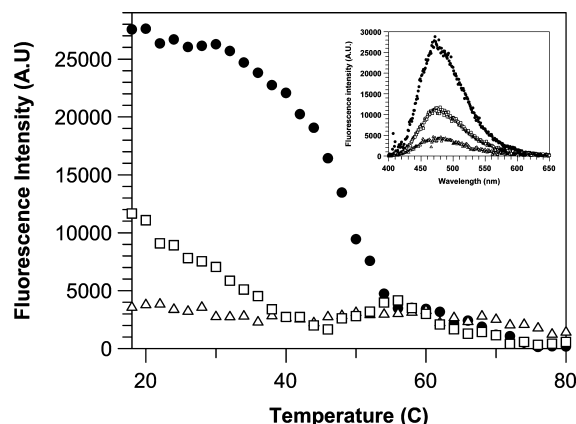 Fluorescence Intensity (A.U)
25000
20000
15000
10000
5000
0
20 40 60 80
Temperature (C)
Fluorescence intensity (A.U)
30000
25000
20000
15000
10000
5000
0
400 450 500 550 600 650
Wavelength (nm)